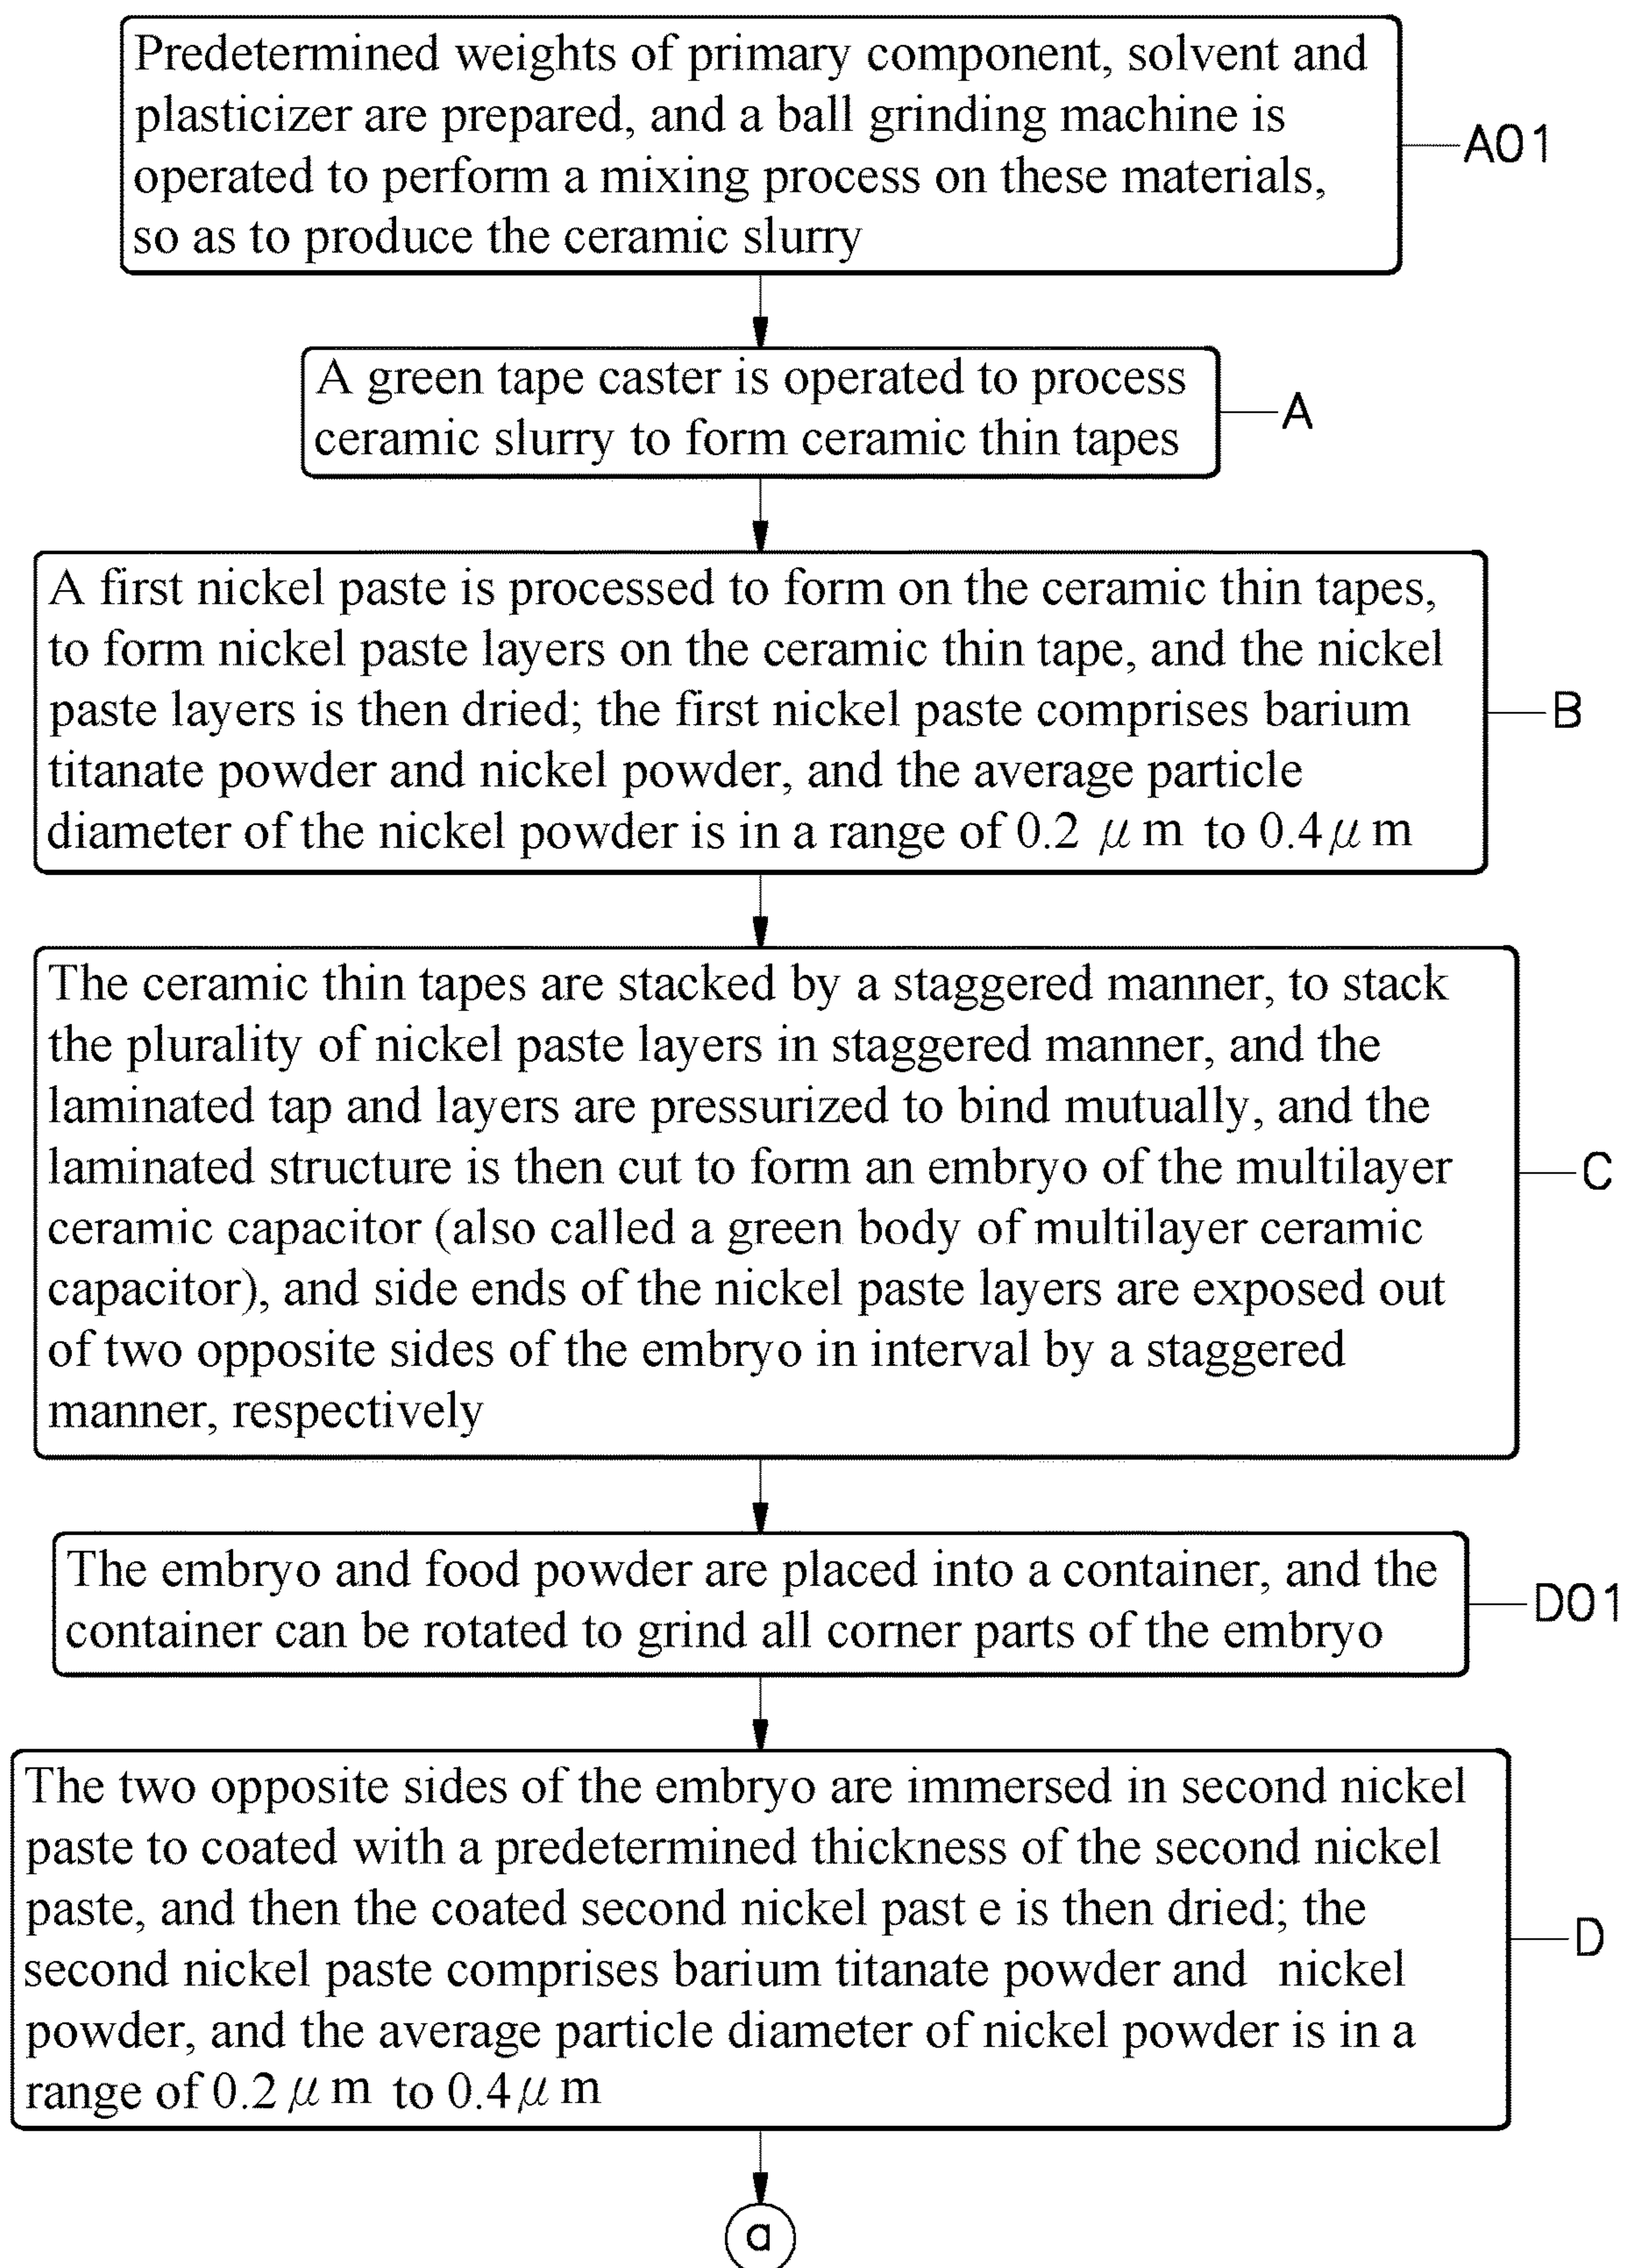 Predetermined weights of primary component, solvent and
plasticizer are prepared, and a ball grinding machine is
operated to perform a mixing process on these materials,
so as to produce the ceramic slurry
A01
A green tape caster is operated to process
ceramic slurry to form ceramic thin tapes
A
A first nickel paste is processed to form on the ceramic thin tapes,
to form nickel paste layers on the ceramic thin tape, and the nickel
paste layers is then dried; the first nickel paste comprises barium
titanate powder and nickel powder, and the average particle
diameter of the nickel powder is in a range of 0.2 μm to 0.4μm
B
The ceramic thin tapes are stacked by a staggered manner, to stack
the plurality of nickel paste layers in staggered manner, and the
laminated tap and layers are pressurized to bind mutually, and the
laminated structure is then cut to form an embryo of the multilayer
ceramic capacitor (also called a green body of multilayer ceramic
capacitor), and side ends of the nickel paste layers are exposed out
of two opposite sides of the embryo in interval by a staggered
manner, respectively
C
The embryo and food powder are placed into a container, and the
container can be rotated to grind all corner parts of the embryo
D01
The two opposite sides of the embryo are immersed in second nickel
paste to coated with a predetermined thickness of the second nickel
paste, and then the coated second nickel past e is then dried; the
second nickel paste comprises barium titanate powder and nickel
powder, and the average particle diameter of nickel powder is in a
range of 0.2μm to 0.4μm
D
a